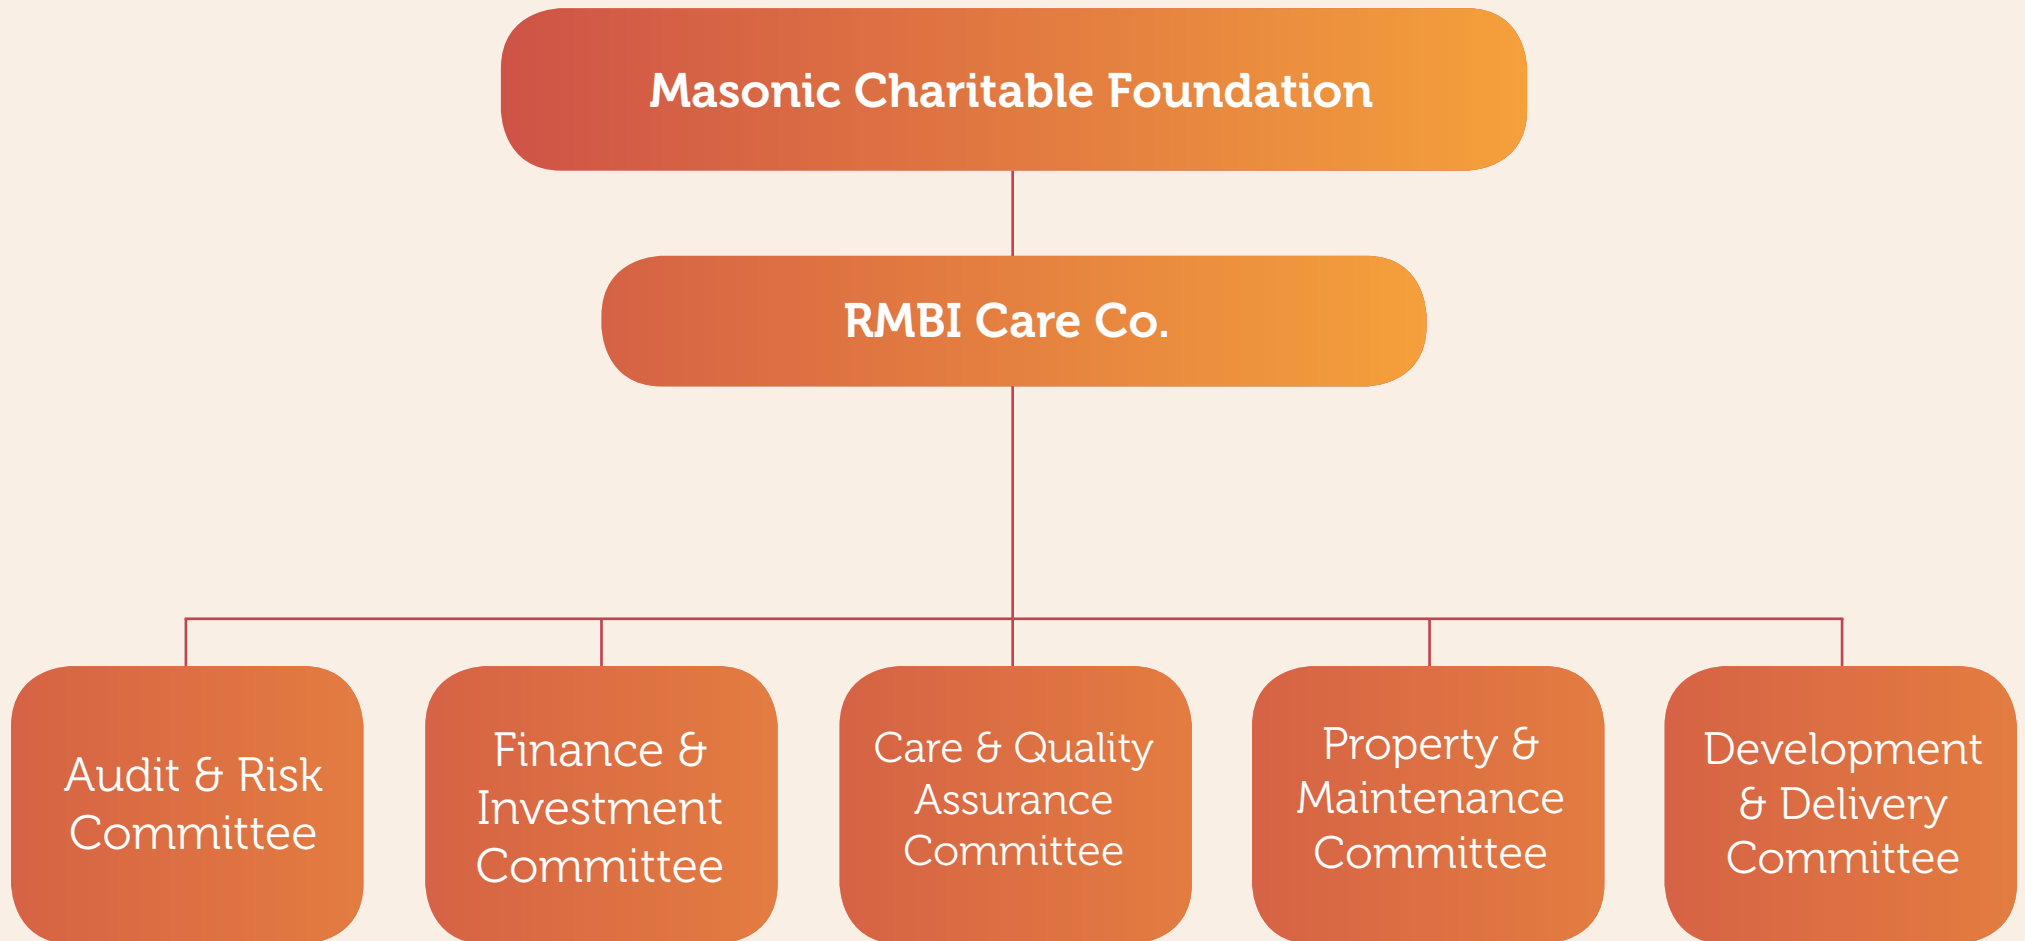 Masonic Charitable Foundation
RMBI Care Co.
Audit & Risk
Committee
Finance &
Investment
Committee
Care & Quality
Assurance
Committee
Property &
Maintenance
Committee
Development
& Delivery
Committee